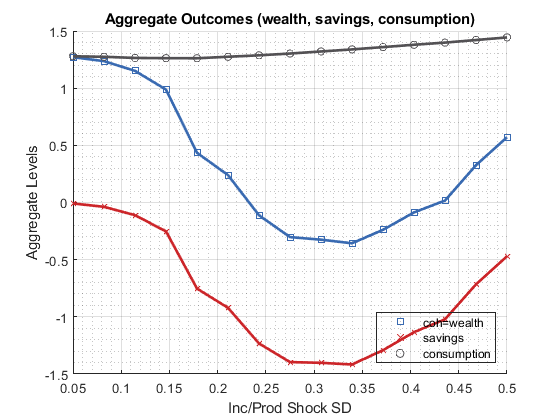 Aggregate Outcomes (wealth, savings, consumption)
1.5
1
0.5
0
-0.5
-1
-1.5
Aggregate Levels
coh=wealth
savings
consumption
0.05 0.1 0.15 0.2 0.25 0.3 0.35 0.4 0.45 0.5
Inc/Prod Shock SD